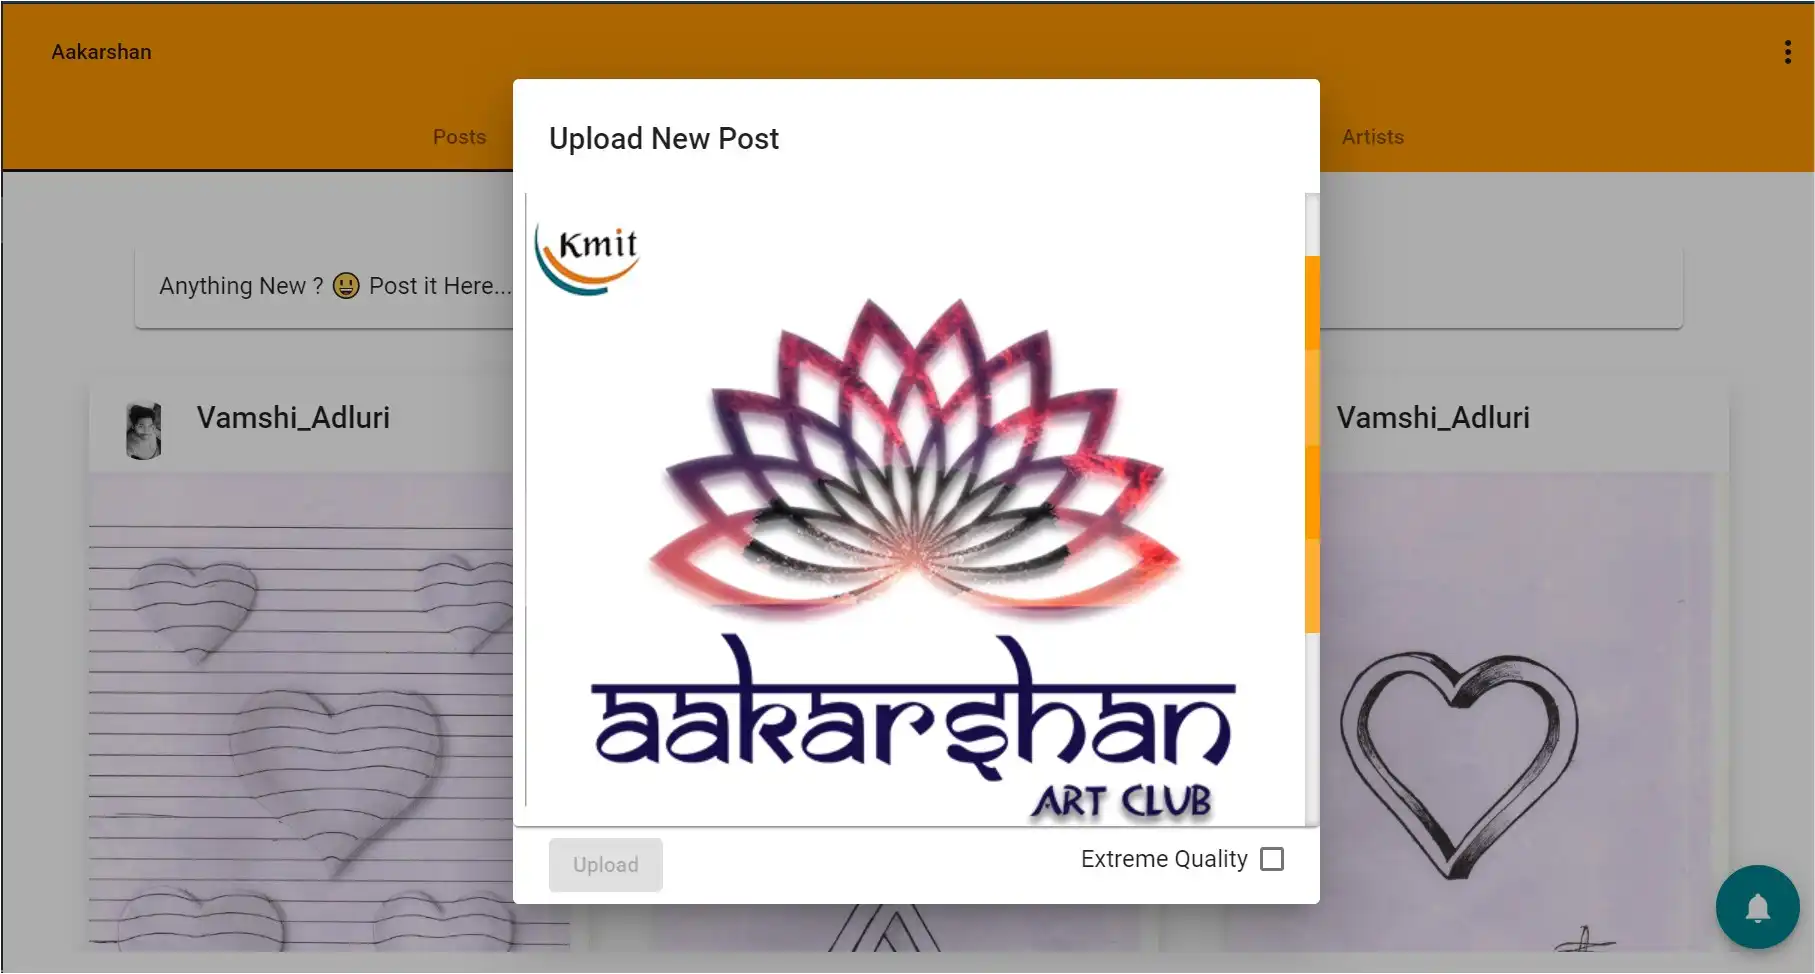 Aakarshan
Posts
Artists
Upload New Post
Kmit
aakarshan
ART CLUB
Upload
Extreme Quality
Anything New ? 😃 Post it Here...
Vamshi_Adluri
Vamshi_Adluri